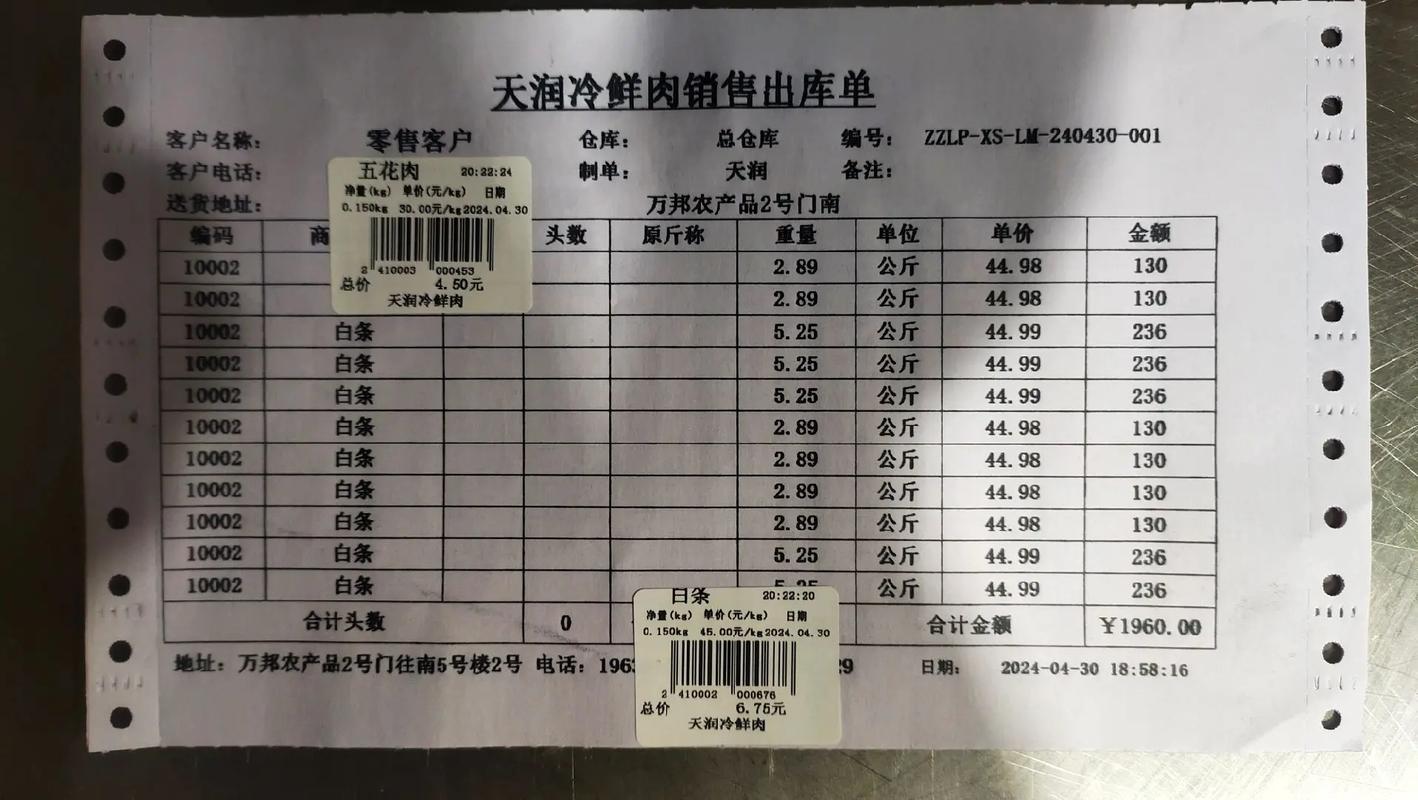 天润冷鲜肉销售出库单
客户名称: 零售客户 仓库: 总仓库 编号: ZZLP-XS-LM-240430-001
客户电话: 制单: 天润 备注:
送货地址: 万邦农产品2号门南
五花肉 20:22:24
净量(kg) 单价(元/kg) 日期
0.150kg 30.00元/kg 2024.04.30
2 410003 000453
总价 4.50元
天润冷鲜肉
编码 商 头数 原斤称 重量 单位 单价 金额
10002 2.89 公斤 44.98 130
10002 2.89 公斤 44.98 130
10002 白条 5.25 公斤 44.99 236
10002 白条 5.25 公斤 44.99 236
10002 白条 5.25 公斤 44.99 236
10002 白条 2.89 公斤 44.98 130
10002 白条 2.89 公斤 44.98 130
10002 白条 2.89 公斤 44.98 130
10002 白条 2.89 公斤 44.98 130
10002 白条 5.25 公斤 44.99 236
10002 白条 5.25 公斤 44.99 236
合计头数 0 合计金额 ¥1960.00
地址: 万邦农产品2号门往南5号楼2号 电话: 196 29 日期: 2024-04-30 18:58:16
白条 20:22:20
净量(kg) 单价(元/kg) 日期
0.150kg 45.00元/kg 2024.04.30
2 410002 000676
总价 6.75元
天润冷鲜肉